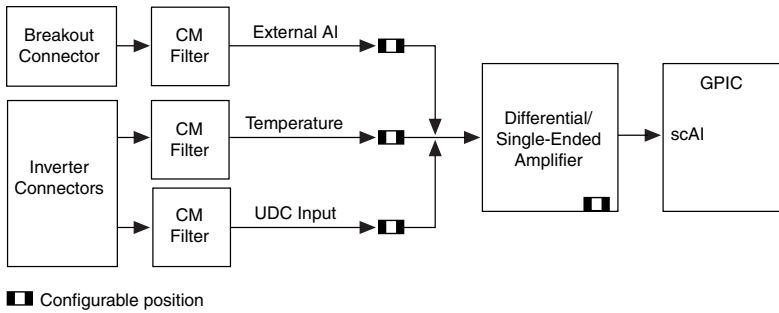 Breakout
Connector
CM
Filter
External AI
Inverter
Connectors
CM
Filter
Temperature
CM
Filter
UDC Input
Differential/
Single-Ended
Amplifier
GPIC
scAI
Configurable position